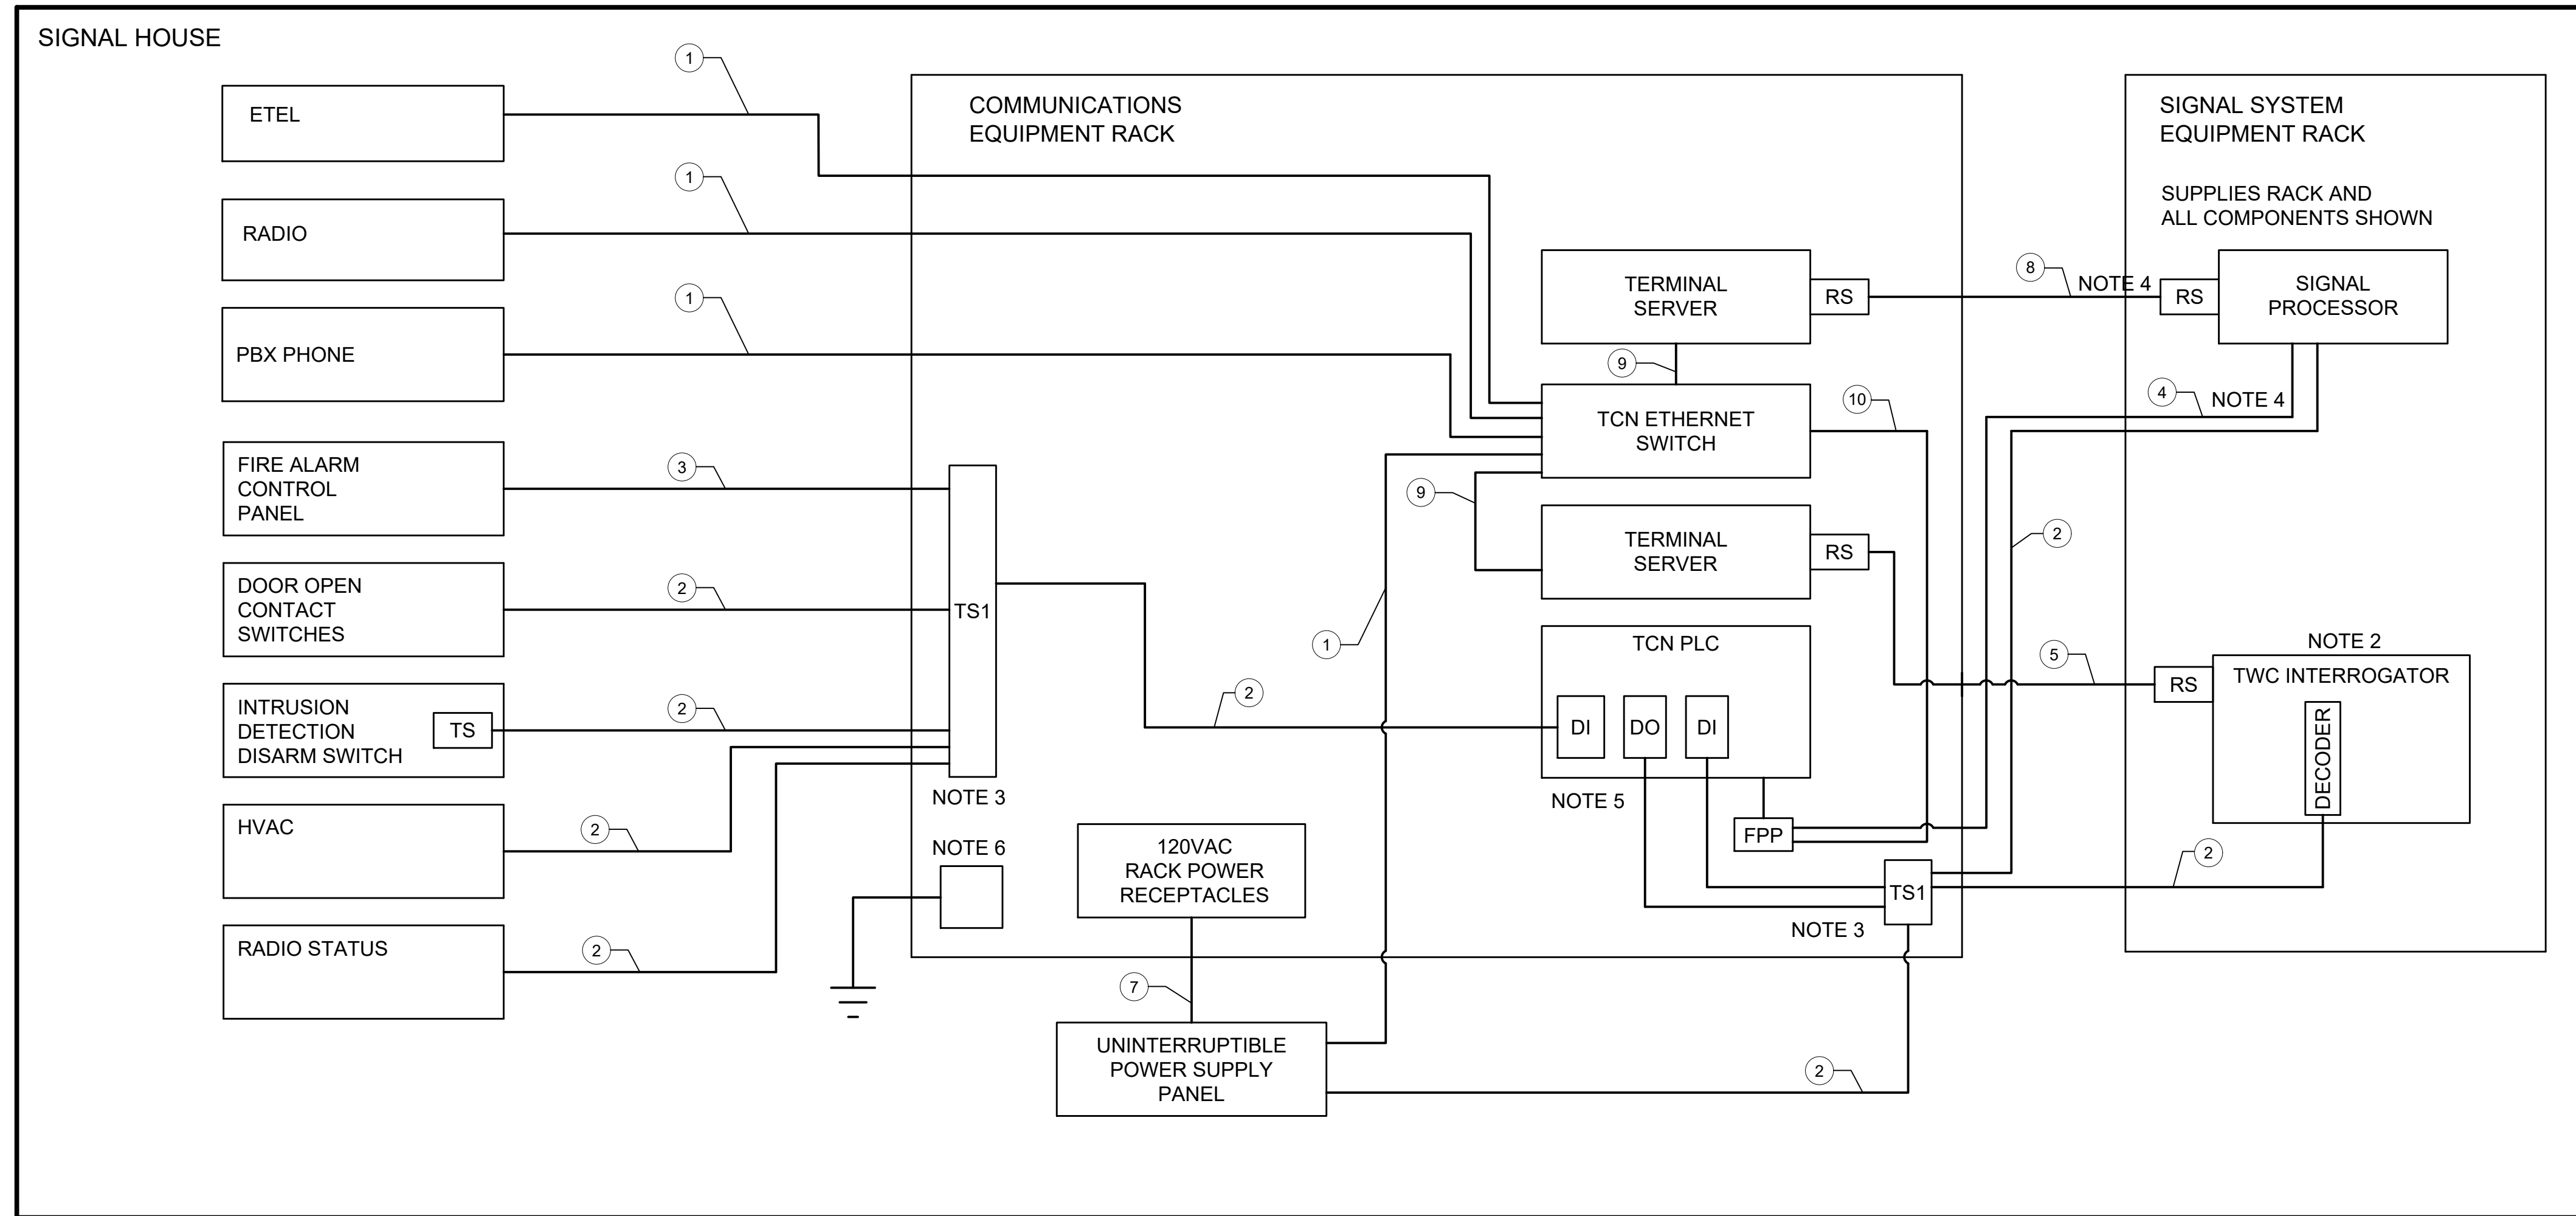 SIGNAL HOUSE
1
ETEL
1
RADIO
1
PBX PHONE
3
FIRE ALARM
CONTROL
PANEL
2
DOOR OPEN
CONTACT
SWITCHES
2
INTRUSION
DETECTION
DISARM SWITCH
TS
2
HVAC
2
RADIO STATUS
COMMUNICATIONS
EQUIPMENT RACK
TS1
NOTE 3
NOTE 6
2
1
120VAC
RACK POWER
RECEPTACLES
7
UNINTERRUPTIBLE
POWER SUPPLY
PANEL
TERMINAL
SERVER
RS
9
TCN ETHERNET
SWITCH
10
9
TERMINAL
SERVER
RS
TCN PLC
DI
DO
DI
NOTE 5
FPP
TS1
NOTE 3
2
SIGNAL SYSTEM
EQUIPMENT RACK
SUPPLIES RACK AND
ALL COMPONENTS SHOWN
8
NOTE 4
RS
SIGNAL
PROCESSOR
4
NOTE 4
2
5
NOTE 2
RS
TWC INTERROGATOR
DECODER
2